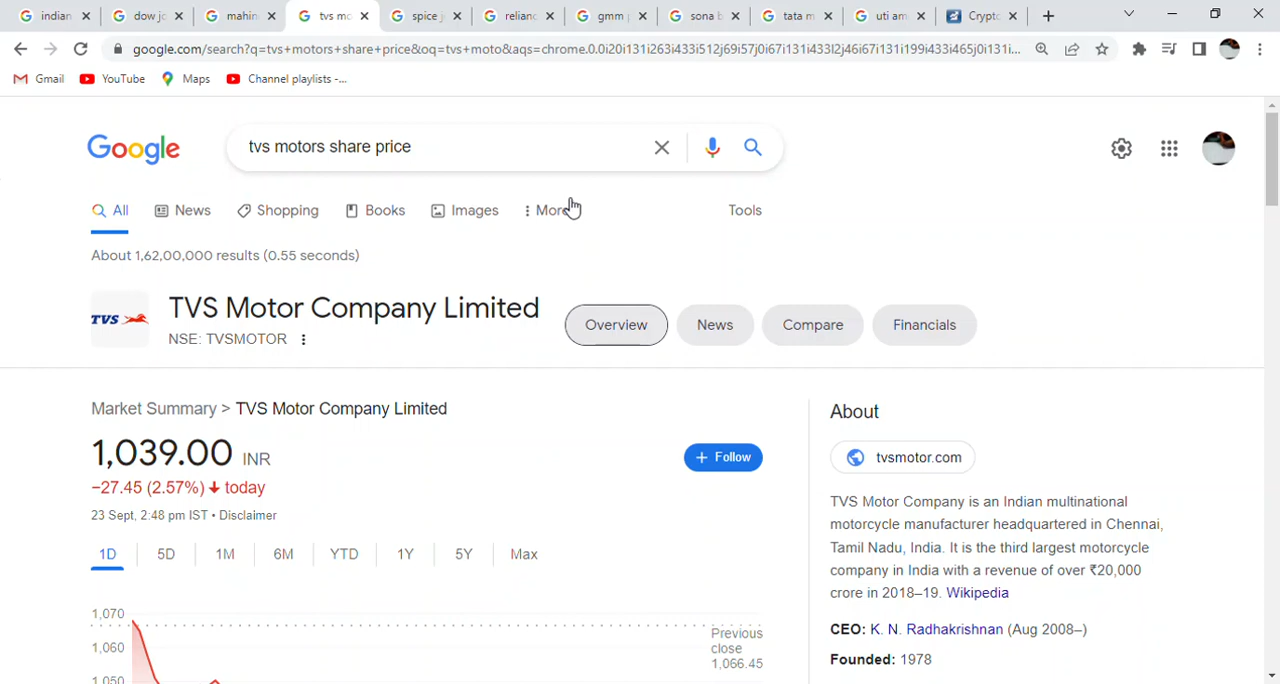 indian
dow jc
mahin
tvs mo
spice j
relianc
gmm p
sona b
tata m
uti am
Crypto
google.com/search?q=tvs+motors+share+price&oq=tvs+moto&aqs=chrome.0.0i20i131i263i433i512j69i57j0i67i131i433l2j46i67i131i199i433i465j0i131i...
Gmail
YouTube
Maps
Channel playlists -...
Google
tvs motors share price
All
News
Shopping
Books
Images
More
Tools
About 1,62,00,000 results (0.55 seconds)
TVS
TVS Motor Company Limited
NSE: TVSMOTOR
Overview
News
Compare
Financials
Market Summary > TVS Motor Company Limited
1,039.00 INR
+ Follow
−27.45 (2.57%) today
23 Sept, 2:48 pm IST • Disclaimer
1D
5D
1M
6M
YTD
1Y
5Y
Max
1,070
1,060
1,050
Previous
close
1,066.45
About
tvsmotor.com
TVS Motor Company is an Indian multinational
motorcycle manufacturer headquartered in Chennai,
Tamil Nadu, India. It is the third largest motorcycle
company in India with a revenue of over ₹20,000
crore in 2018–19. Wikipedia
CEO: K. N. Radhakrishnan (Aug 2008–)
Founded: 1978